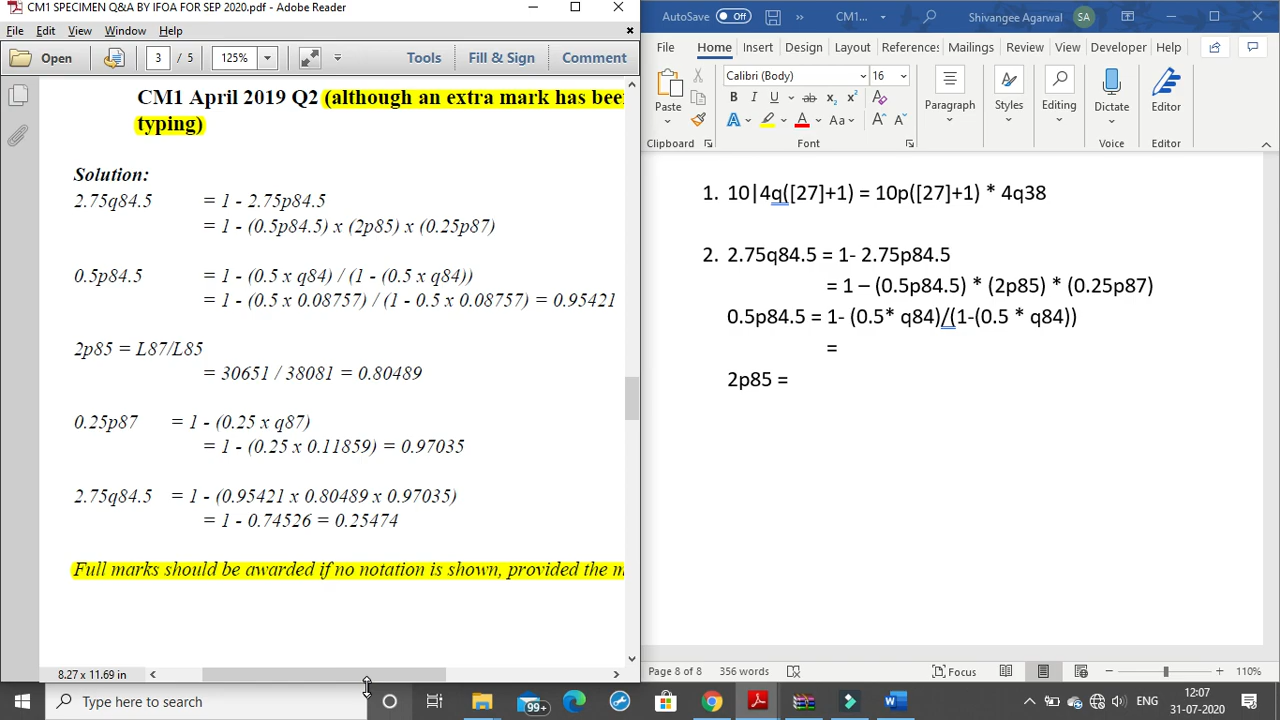 CM1 SPECIMEN Q&A BY IFOA FOR SEP 2020.pdf - Adobe Reader
File Edit View Window Help
Open 3 / 5 125% Tools Fill & Sign Comment
CM1 April 2019 Q2 (although an extra mark has bee
typing)
Solution:
2.75q84.5 = 1 - 2.75p84.5
= 1 - (0.5p84.5) x (2p85) x (0.25p87)
0.5p84.5 = 1 - (0.5 x q84) / (1 - (0.5 x q84))
= 1 - (0.5 x 0.08757) / (1 - 0.5 x 0.08757) = 0.95421
2p85 = L87/L85
= 30651 / 38081 = 0.80489
0.25p87 = 1 - (0.25 x q87)
= 1 - (0.25 x 0.11859) = 0.97035
2.75q84.5 = 1 - (0.95421 x 0.80489 x 0.97035)
= 1 - 0.74526 = 0.25474
Full marks should be awarded if no notation is shown, provided the m
8.27 x 11.69 in
AutoSave Off CM1... Shivangee Agarwal SA
File Home Insert Design Layout References Mailings Review View Developer Help
Calibri (Body) 16
Paste B I U ab x₂ x² Paragraph Styles Editing Dictate Editor
A A Aa A A
Clipboard Font Voice Editor
1. 10|4q([27]+1) = 10p([27]+1) * 4q38
2. 2.75q84.5 = 1- 2.75p84.5
= 1 – (0.5p84.5) * (2p85) * (0.25p87)
0.5p84.5 = 1- (0.5* q84)/(1-(0.5 * q84))
=
2p85 =
Page 8 of 8 356 words Focus 110%
Type here to search 99+ ENG 12:07
31-07-2020